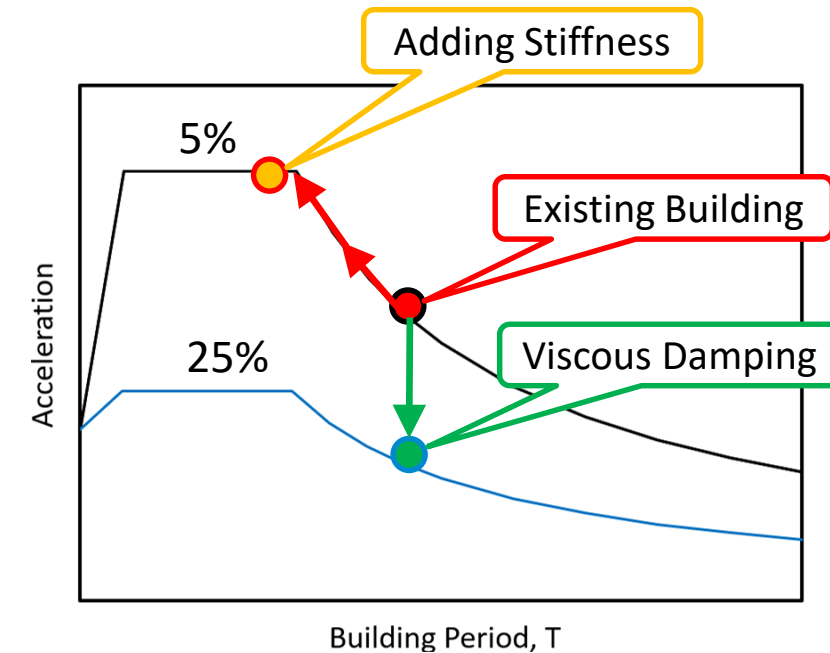 Adding Stiffness
5%
Existing Building
25%
Viscous Damping
Acceleration
Building Period, T